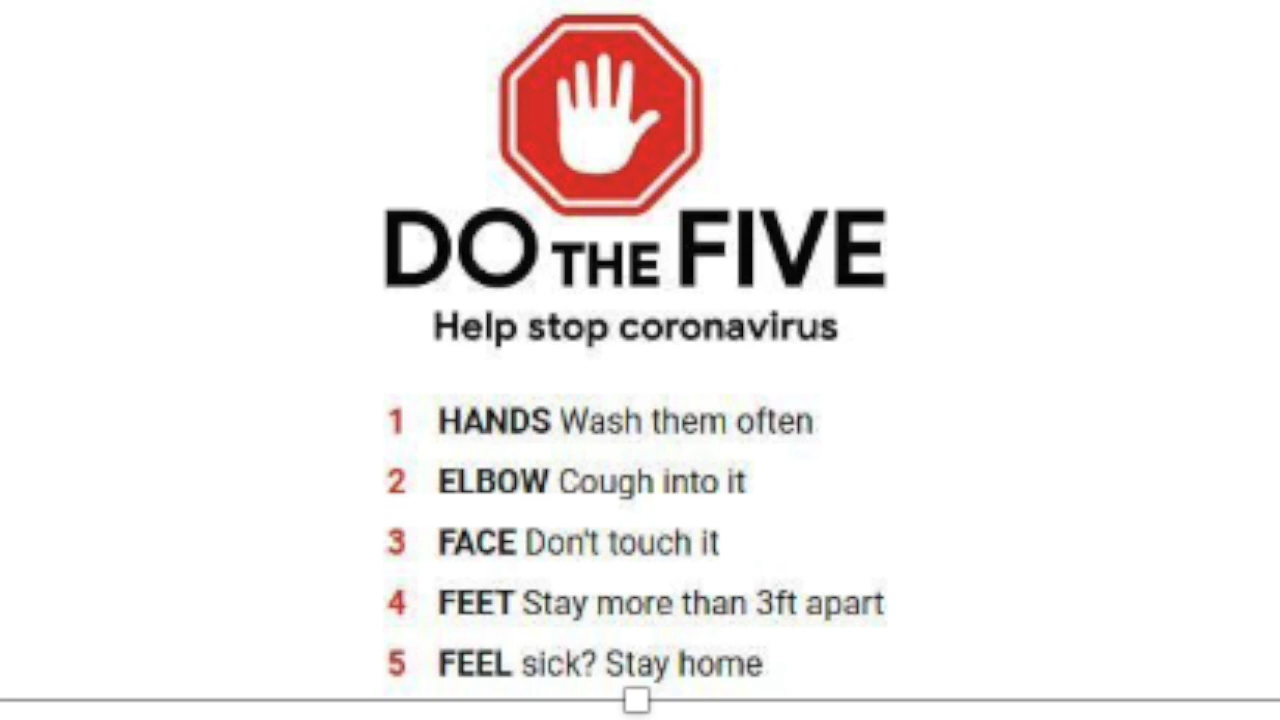 DO THE FIVE
Help stop coronavirus
1 HANDS Wash them often
2 ELBOW Cough into it
3 FACE Don't touch it
4 FEET Stay more than 3ft apart
5 FEEL sick? Stay home